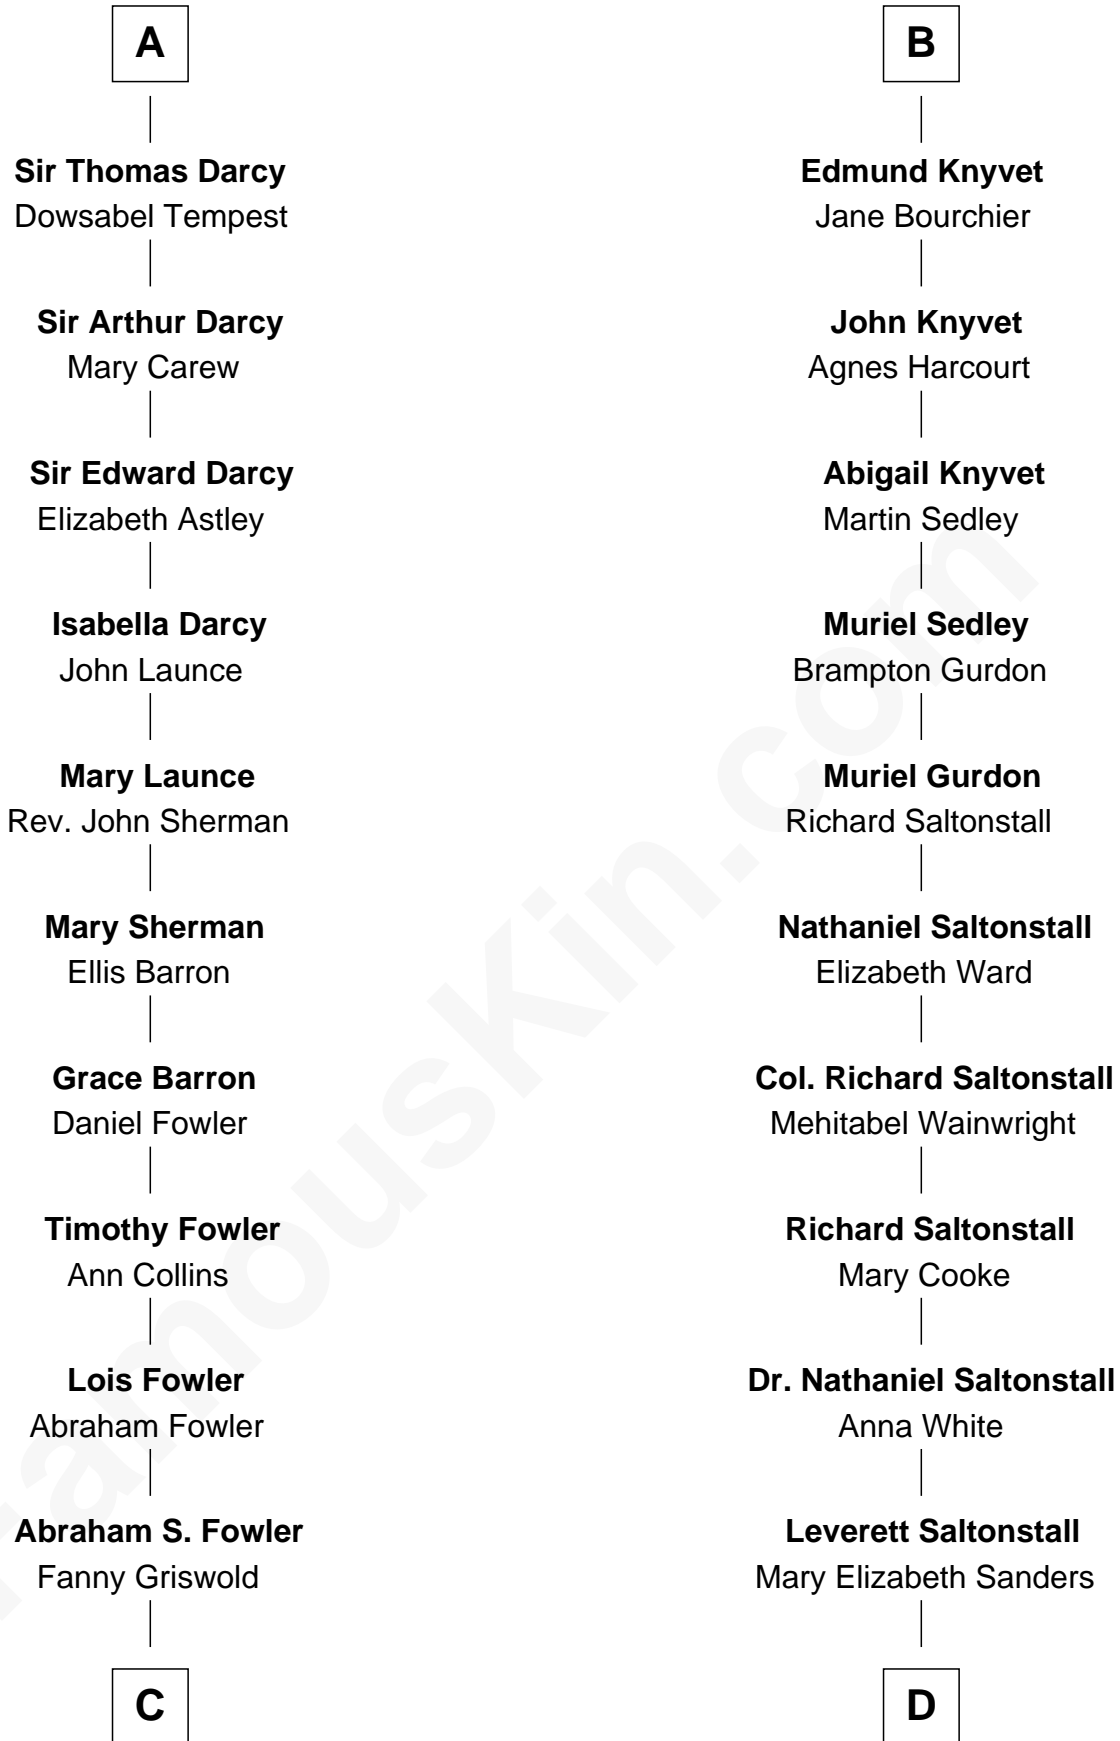 A
Sir Thomas Darcy
Dowsabel Tempest
Sir Arthur Darcy
Mary Carew
Sir Edward Darcy
Elizabeth Astley
Isabella Darcy
John Launce
Mary Launce
Rev. John Sherman
Mary Sherman
Ellis Barron
Grace Barron
Daniel Fowler
Timothy Fowler
Ann Collins
Lois Fowler
Abraham Fowler
Abraham S. Fowler
Fanny Griswold
C
B
Edmund Knyvet
Jane Bourchier
John Knyvet
Agnes Harcourt
Abigail Knyvet
Martin Sedley
Muriel Sedley
Brampton Gurdon
Muriel Gurdon
Richard Saltonstall
Nathaniel Saltonstall
Elizabeth Ward
Col. Richard Saltonstall
Mehitabel Wainwright
Richard Saltonstall
Mary Cooke
Dr. Nathaniel Saltonstall
Anna White
Leverett Saltonstall
Mary Elizabeth Sanders
D
FamousKin.com